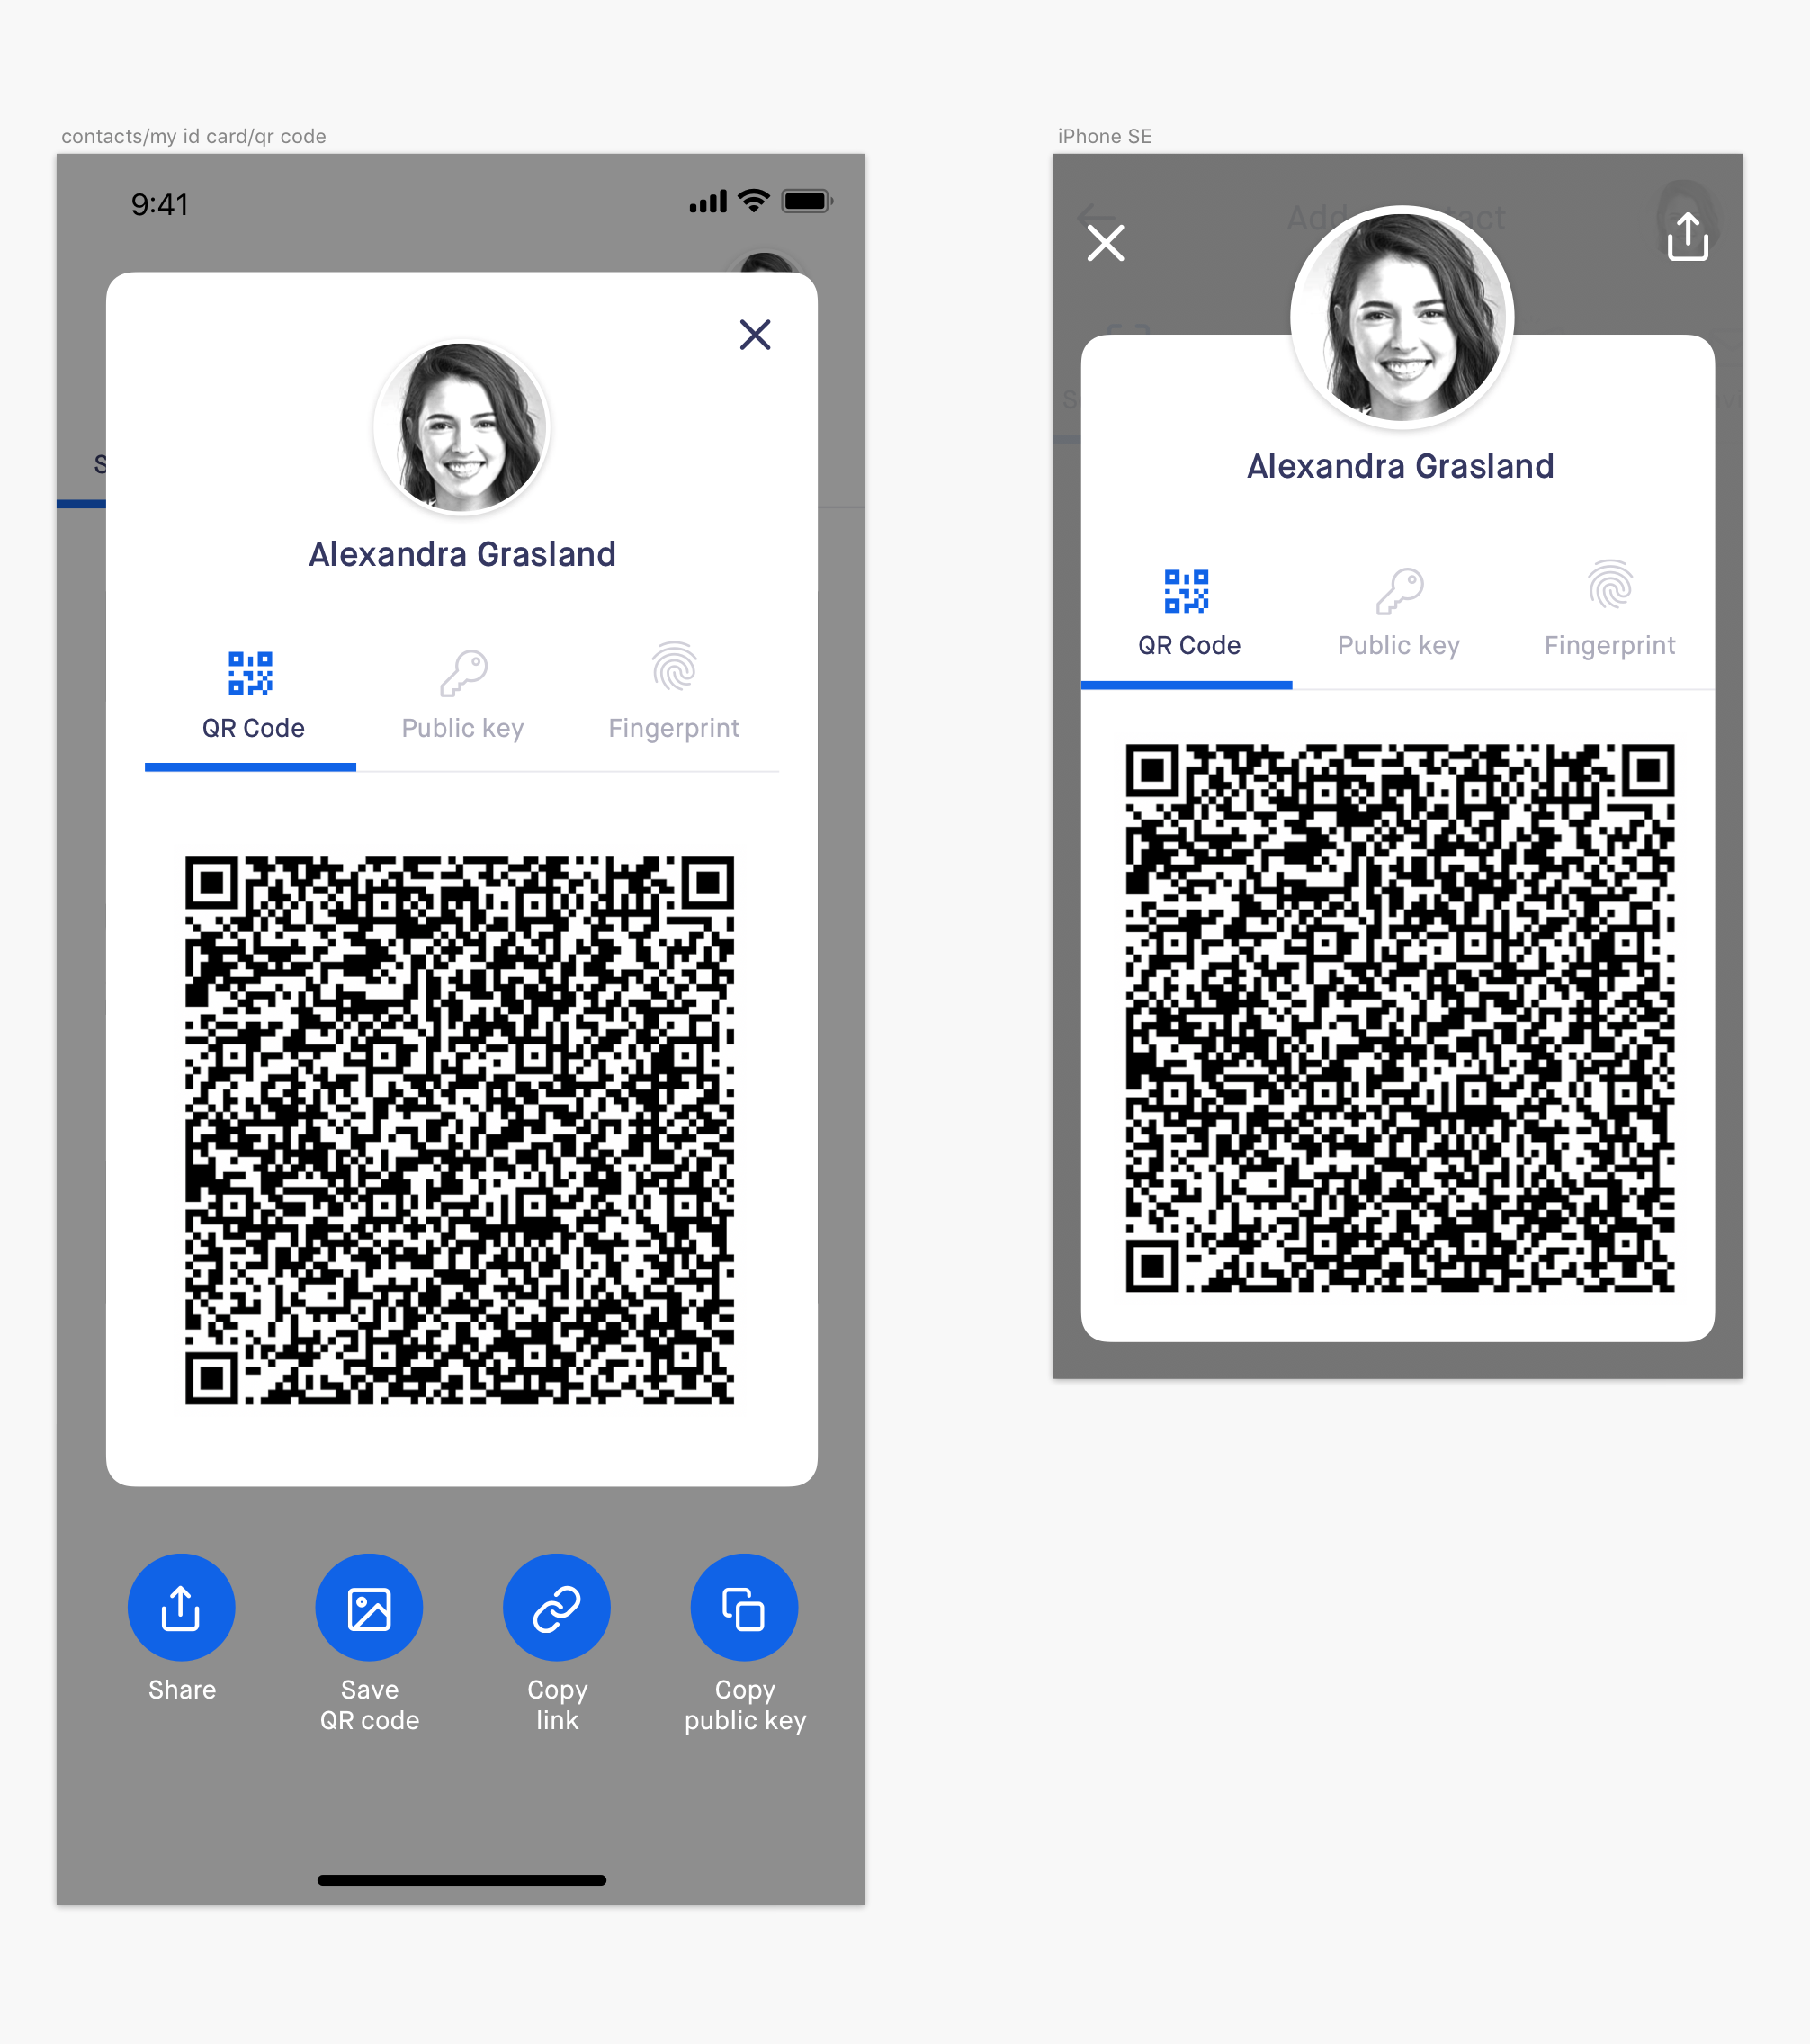 contacts/my id card/qr code
9:41
S
Alexandra Grasland
QR Code
Public key
Fingerprint
Share
Save
QR code
Copy
link
Copy
public key
iPhone SE
Alexandra Grasland
QR Code
Public key
Fingerprint